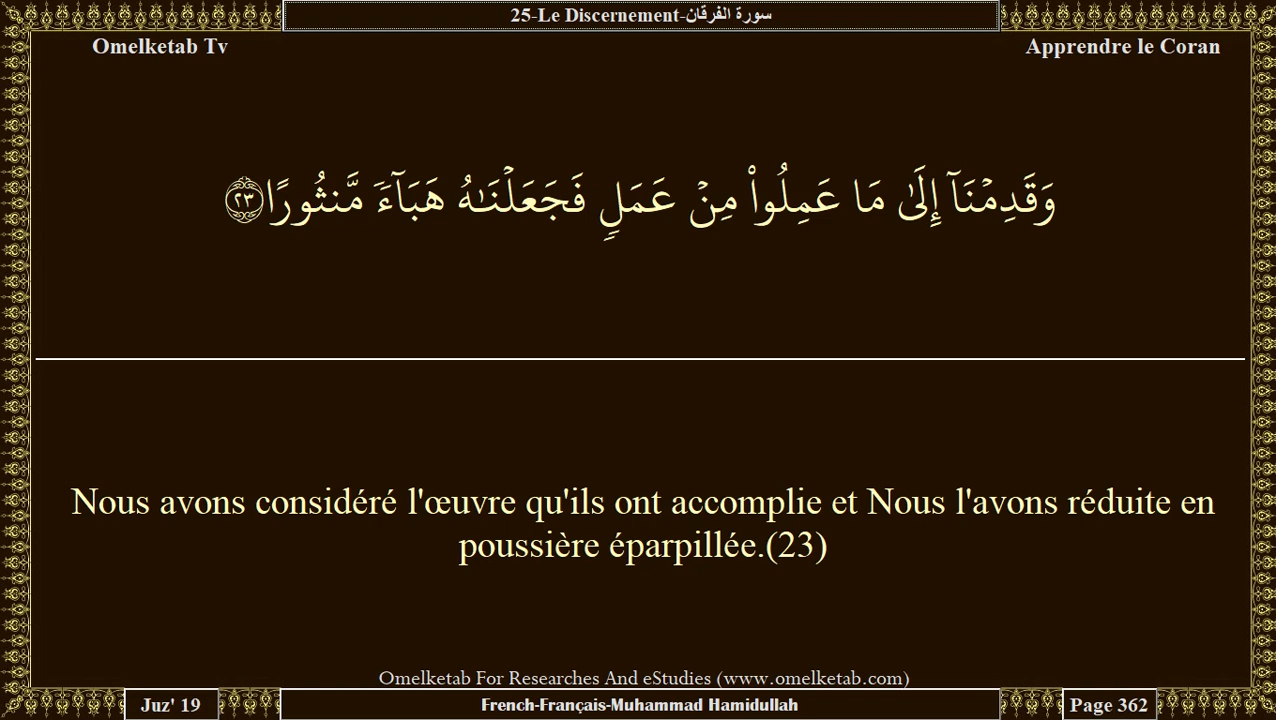 25-Le Discernement-سورة الفرقان
Omelketab Tv
Apprendre le Coran
وَقَدِمۡنَآ إِلَىٰ مَا عَمِلُواْ مِنۡ عَمَلٖ فَجَعَلۡنَٰهُ هَبَآءٗ مَّنثُورًا ٢٣
Nous avons considéré l'œuvre qu'ils ont accomplie et Nous l'avons réduite en
poussière éparpillée.(23)
Omelketab For Researches And eStudies (www.omelketab.com)
Juz' 19
French-Français-Muhammad Hamidullah
Page 362